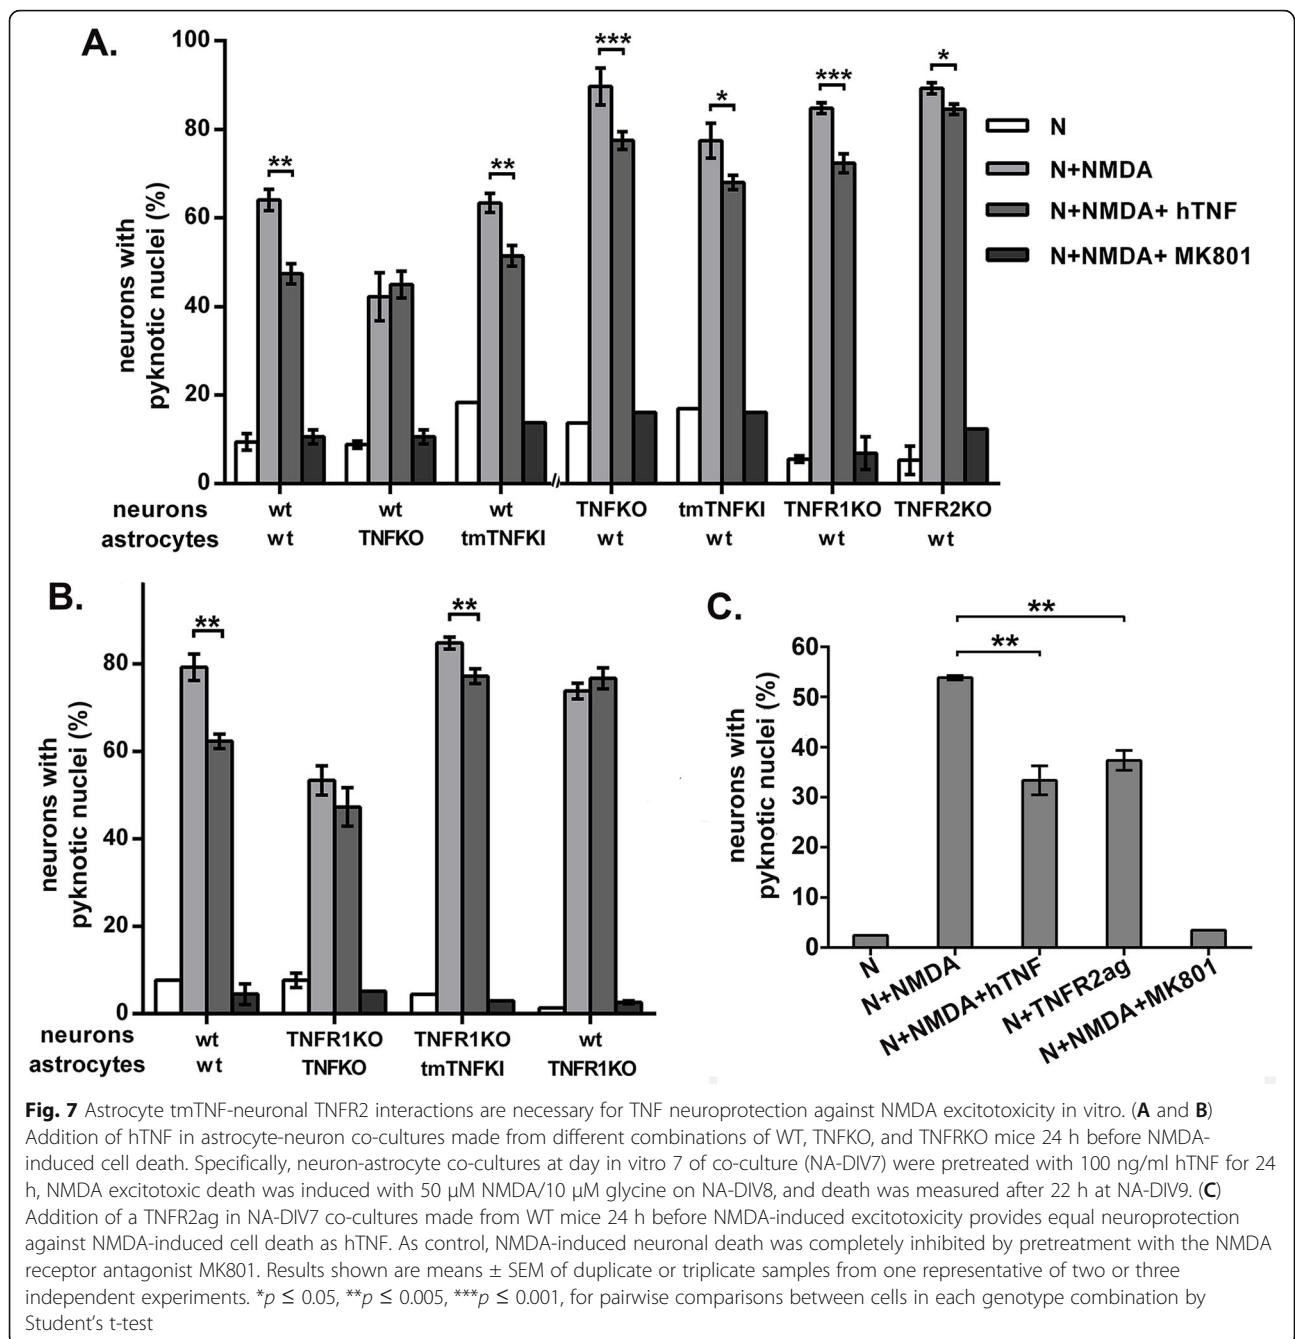 A.
100
80
60
40
20
0
neurons with
pyknotic nuclei (%)
** ** *** * *** *
N
N+NMDA
N+NMDA+ hTNF
N+NMDA+ MK801
neurons wt wt wt TNFKO tmTNFKI TNFR1KO TNFR2KO
astrocytes wt TNFKO tmTNFKI wt wt wt wt
B.
80
60
40
20
0
neurons with
pyknotic nuclei (%)
** **
neurons wt TNFR1KO TNFR1KO wt
astrocytes wt TNFKO tmTNFKI TNFR1KO
C.
60
50
40
30
20
10
0
neurons with
pyknotic nuclei (%)
**
**
N
N+NMDA
N+NMDA+hTNF
N+TNFR2ag
N+NMDA+MK801
Fig. 7 Astrocyte tmTNF-neuronal TNFR2 interactions are necessary for TNF neuroprotection against NMDA excitotoxicity in vitro. (A and B)
Addition of hTNF in astrocyte-neuron co-cultures made from different combinations of WT, TNFKO, and TNFRKO mice 24 h before NMDA-
induced cell death. Specifically, neuron-astrocyte co-cultures at day in vitro 7 of co-culture (NA-DIV7) were pretreated with 100 ng/ml hTNF for 24
h, NMDA excitotoxic death was induced with 50 μM NMDA/10 μM glycine on NA-DIV8, and death was measured after 22 h at NA-DIV9. (C)
Addition of a TNFR2ag in NA-DIV7 co-cultures made from WT mice 24 h before NMDA-induced excitotoxicity provides equal neuroprotection
against NMDA-induced cell death as hTNF. As control, NMDA-induced neuronal death was completely inhibited by pretreatment with the NMDA
receptor antagonist MK801. Results shown are means ± SEM of duplicate or triplicate samples from one representative of two or three
independent experiments. *p ≤ 0.05, **p ≤ 0.005, ***p ≤ 0.001, for pairwise comparisons between cells in each genotype combination by
Student's t-test